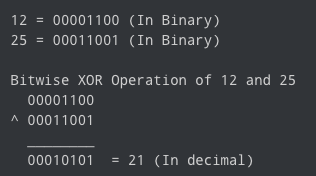 12 = 00001100 (In Binary)
25 = 00011001 (In Binary)
Bitwise XOR Operation of 12 and 25
00001100
^ 00011001
________
00010101 = 21 (In decimal)